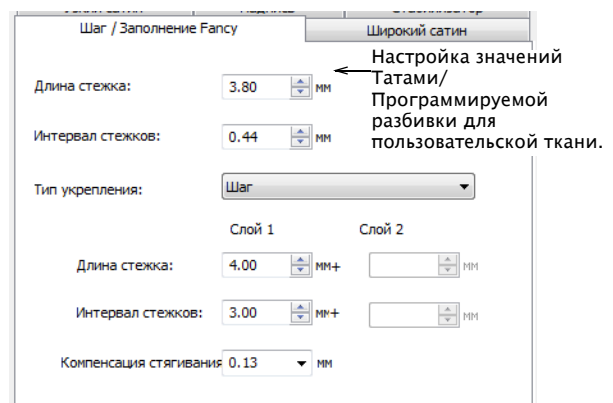 Шаг / Заполнение Fancy
Широкий сатин
Настройка значений
Татами/
Программируемой
разбивки для
пользовательской ткани.
Длина стежка: 3.80 мм
Интервал стежков: 0.44 мм
Тип укрепления: Шаг
Слой 1 Слой 2
Длина стежка: 4.00 мм+ мм
Интервал стежков: 3.00 мм+ мм
Компенсация стягивания 0.13 мм